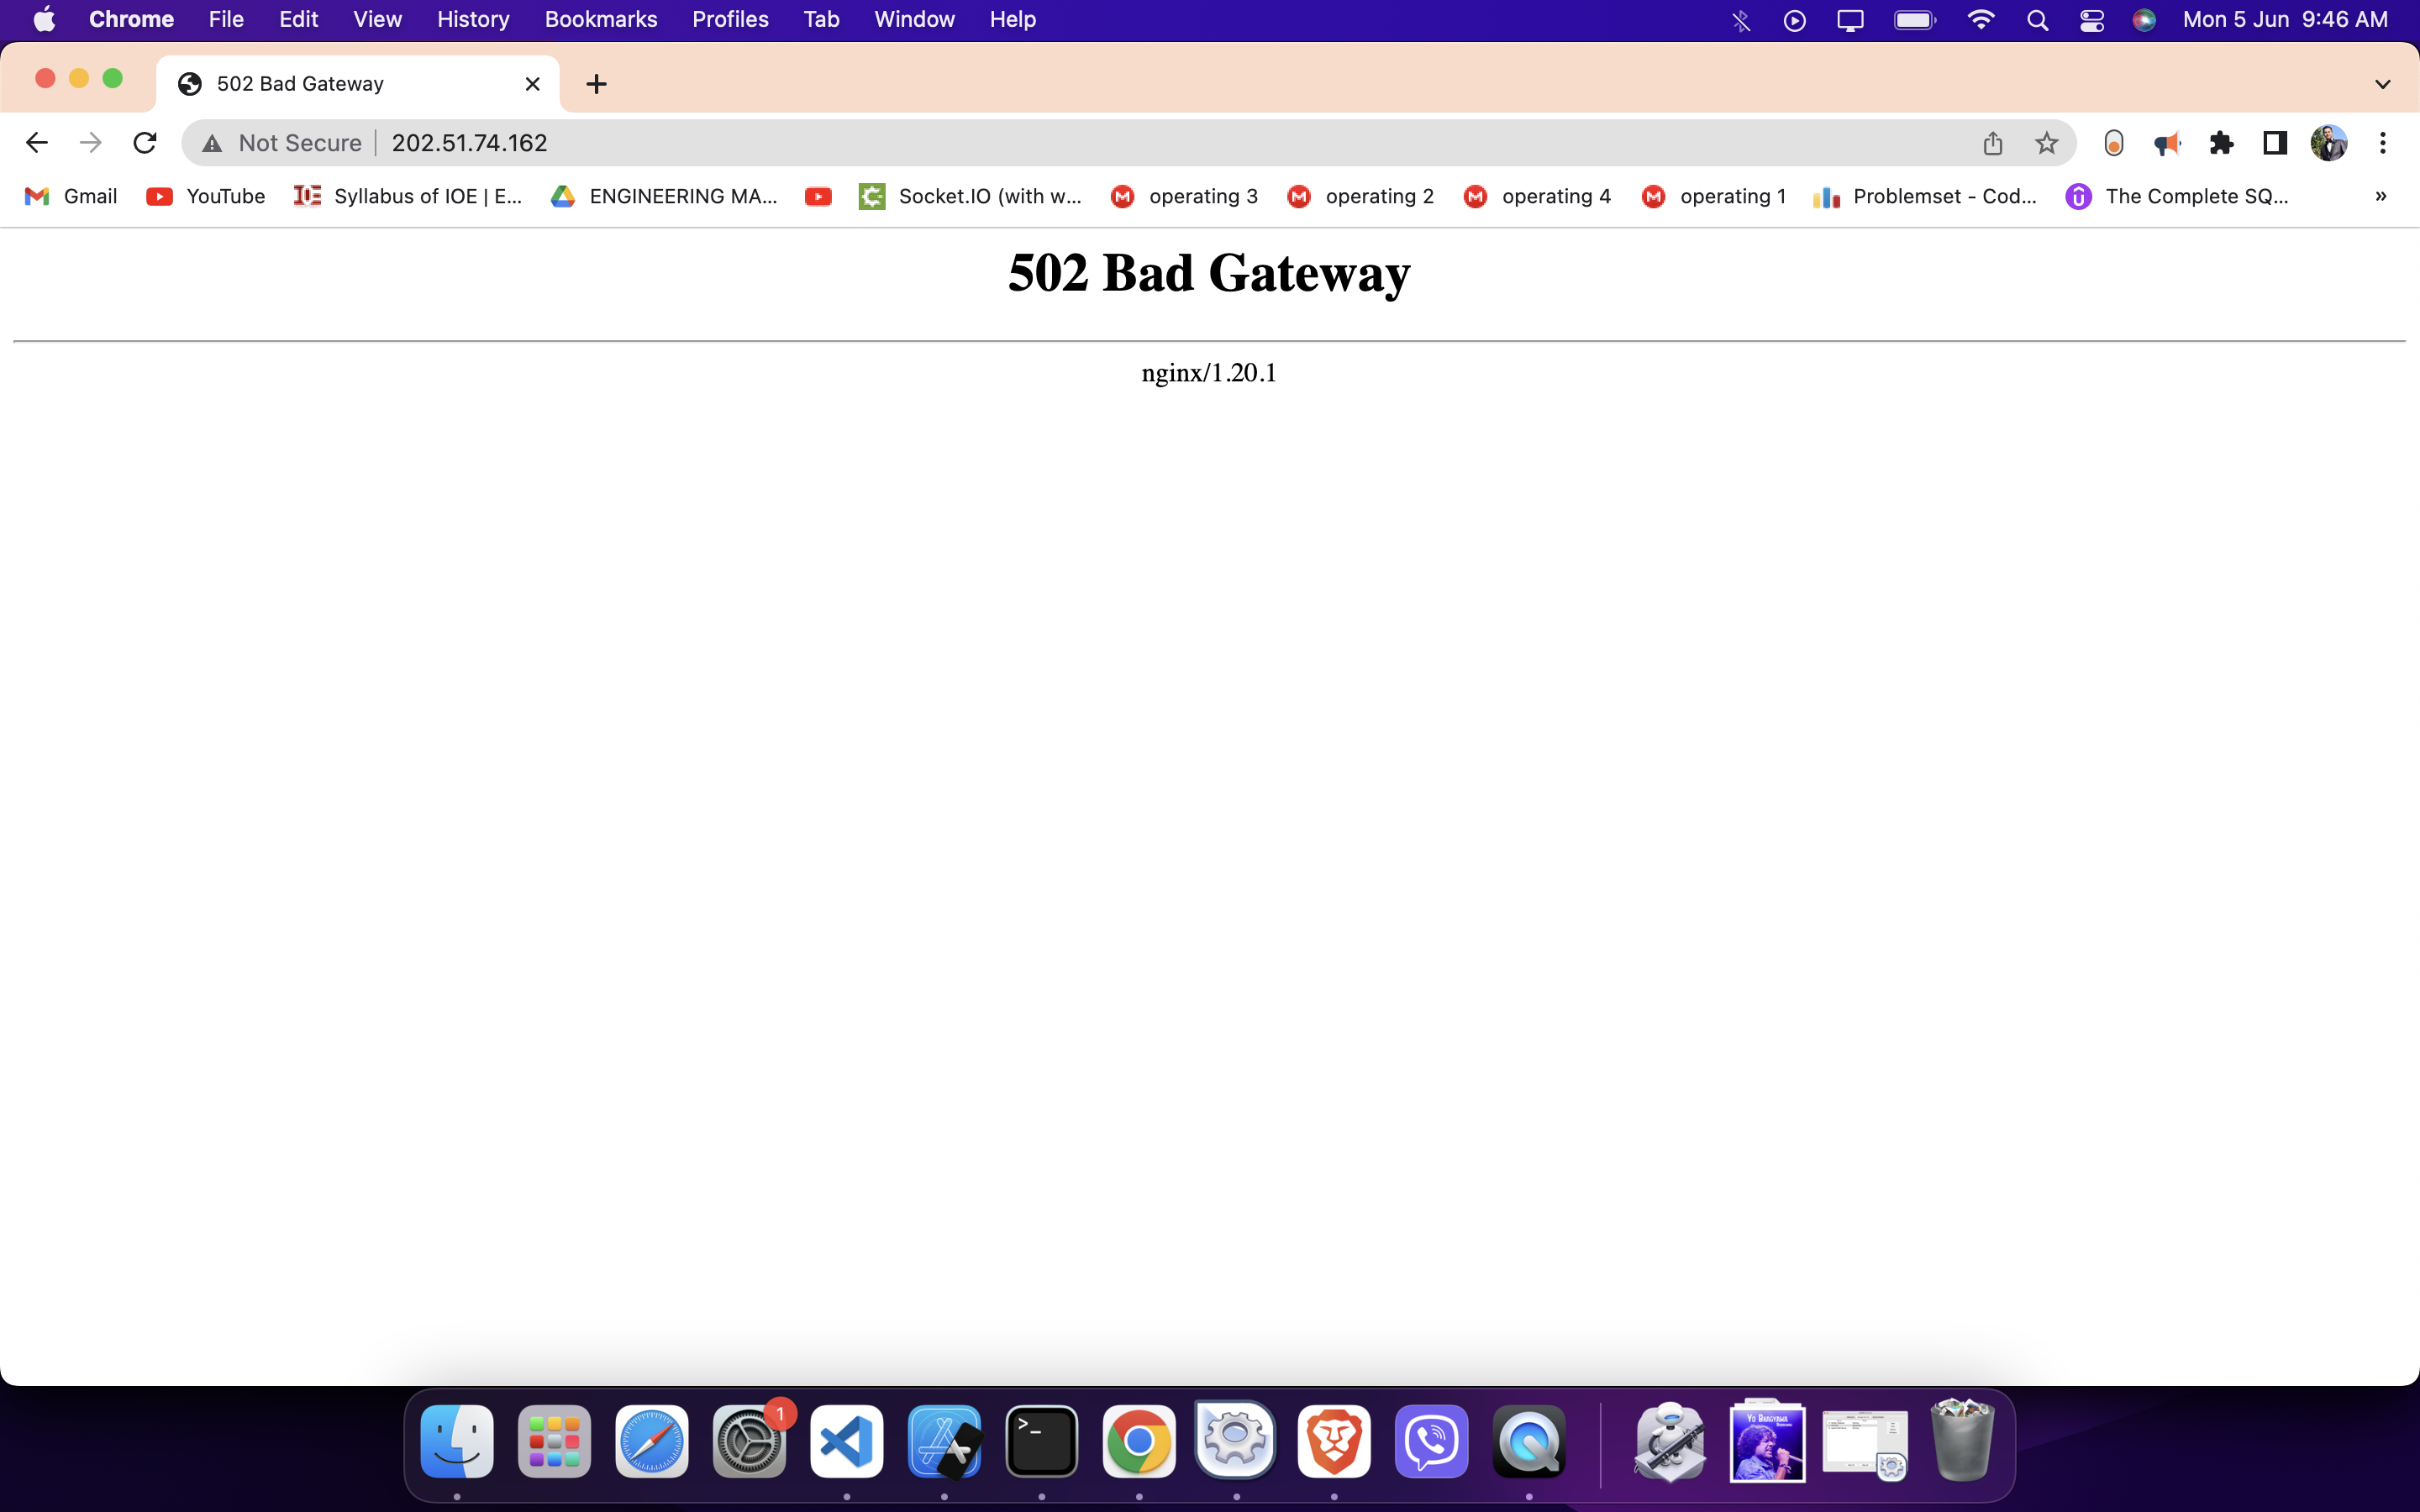 Chrome File Edit View History Bookmarks Profiles Tab Window Help Mon 5 Jun 9:46 AM
502 Bad Gateway
Not Secure 202.51.74.162
Gmail YouTube Syllabus of IOE | E... ENGINEERING MA... Socket.IO (with w... operating 3 operating 2 operating 4 operating 1 Problemset - Cod... The Complete SQ... »
502 Bad Gateway
nginx/1.20.1
1
>_
YO BHAGYAMA